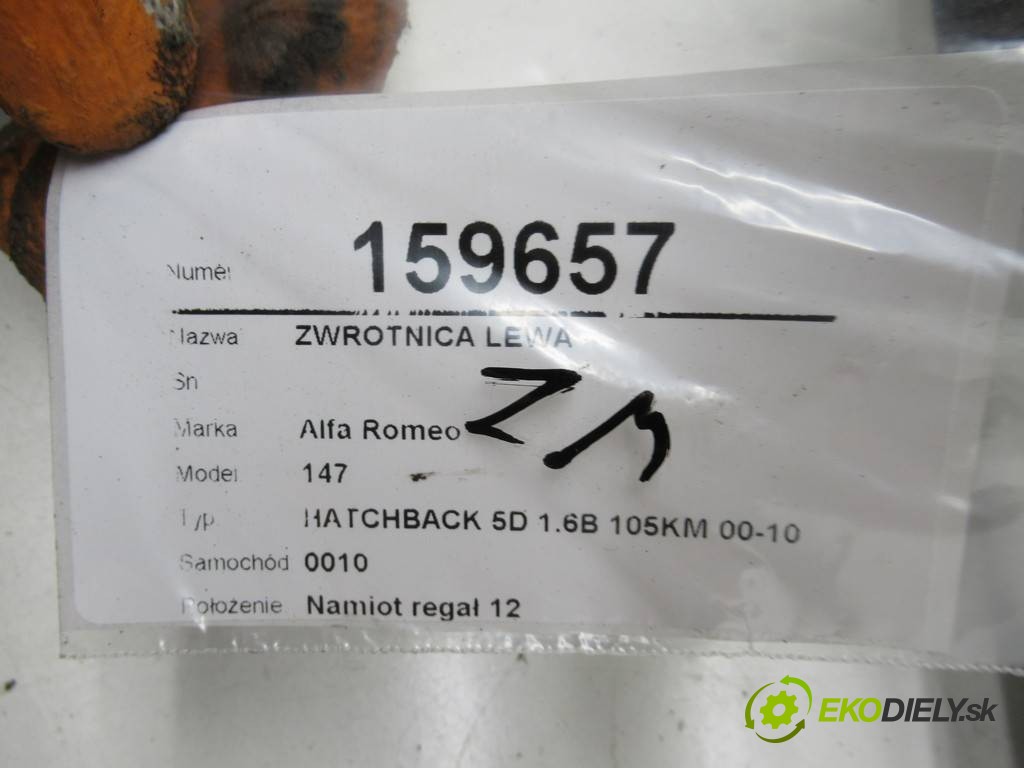 Numer 159657
Nazwa ZWROTNICA LEWA
Sn
Marka Alfa Romeo
Model 147
Typ HATCHBACK 5D 1.6B 105KM 00-10
Samochód 0010
Położenie Namiot regał 12
EKODIELY.sk